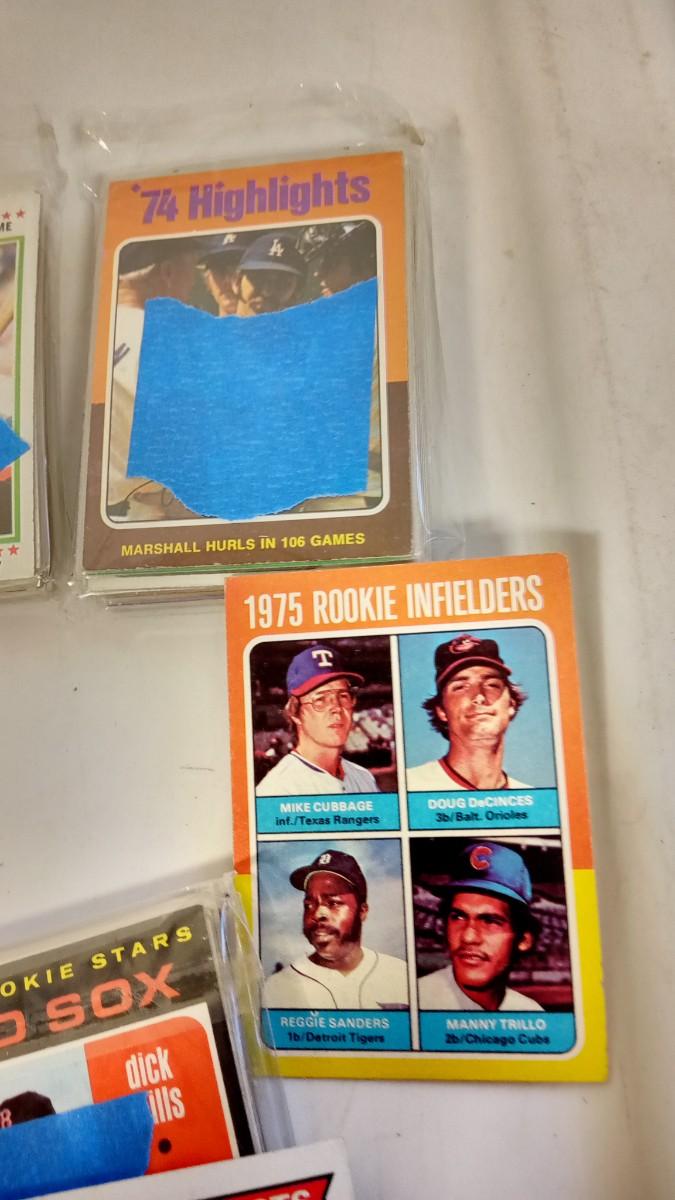 '74 Highlights
LA
MARSHALL HURLS IN 106 GAMES
1975 ROOKIE INFIELDERS
T
MIKE CUBBAGE
inf./Texas Rangers
DOUG DeCINCES
3b/Balt. Orioles
C
REGGIE SANDERS
1b/Detroit Tigers
MANNY TRILLO
2b/Chicago Cubs
OKIE STARS
SOX
dick
ills